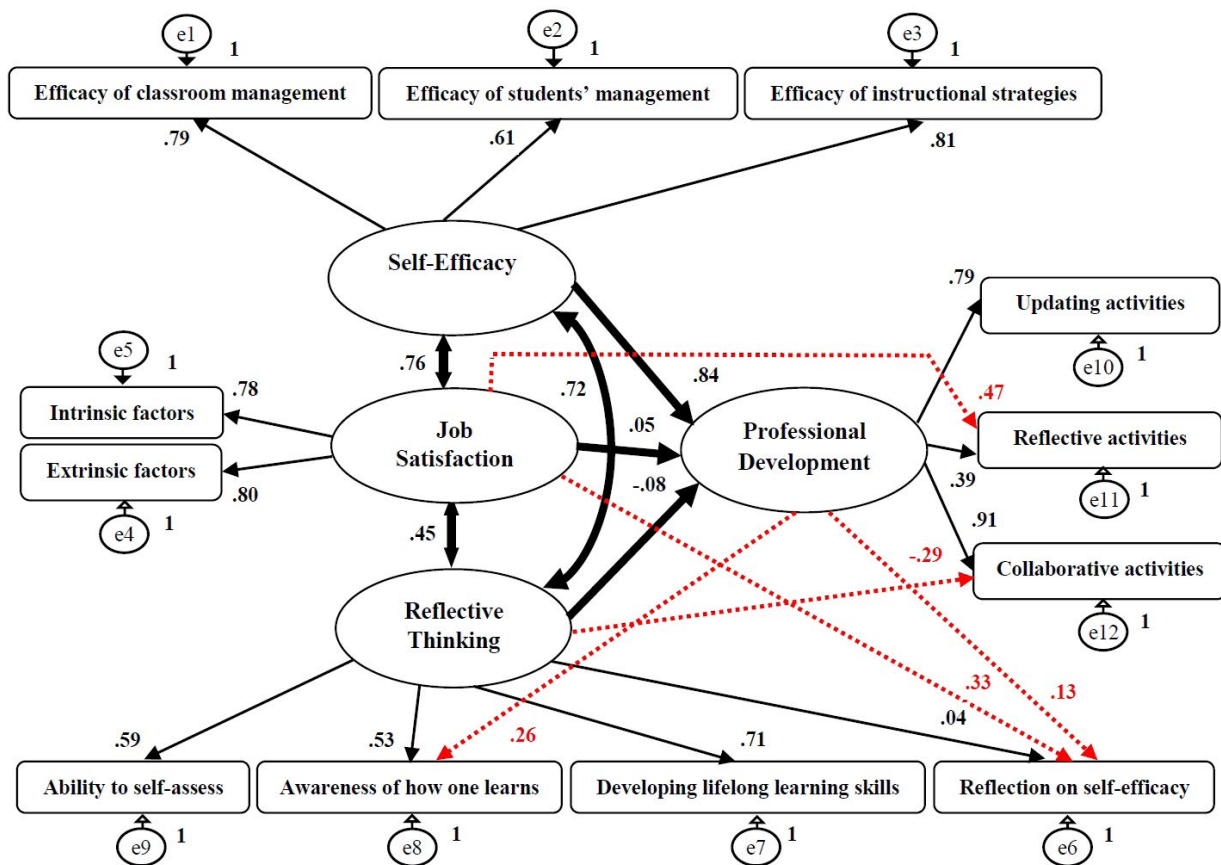 e1 1 e2 1 e3 1
Efficacy of classroom management Efficacy of students’ management Efficacy of instructional strategies
.79 .61 .81
Self-Efficacy
.79
Updating activities
e10 1
e5 1
.76 .72 .84 .47
.78
Intrinsic factors
Job
Satisfaction
.05
Professional
Development
Reflective activities
.39
e11 1
Extrinsic factors
.80
-.08
e4 1
.45
.91
-.29
Collaborative activities
e12 1
Reflective
Thinking
.33 .13
.59 .53 .26 .71 .04
Ability to self-assess Awareness of how one learns Developing lifelong learning skills Reflection on self-efficacy
e9 1 e8 1 e7 1 e6 1